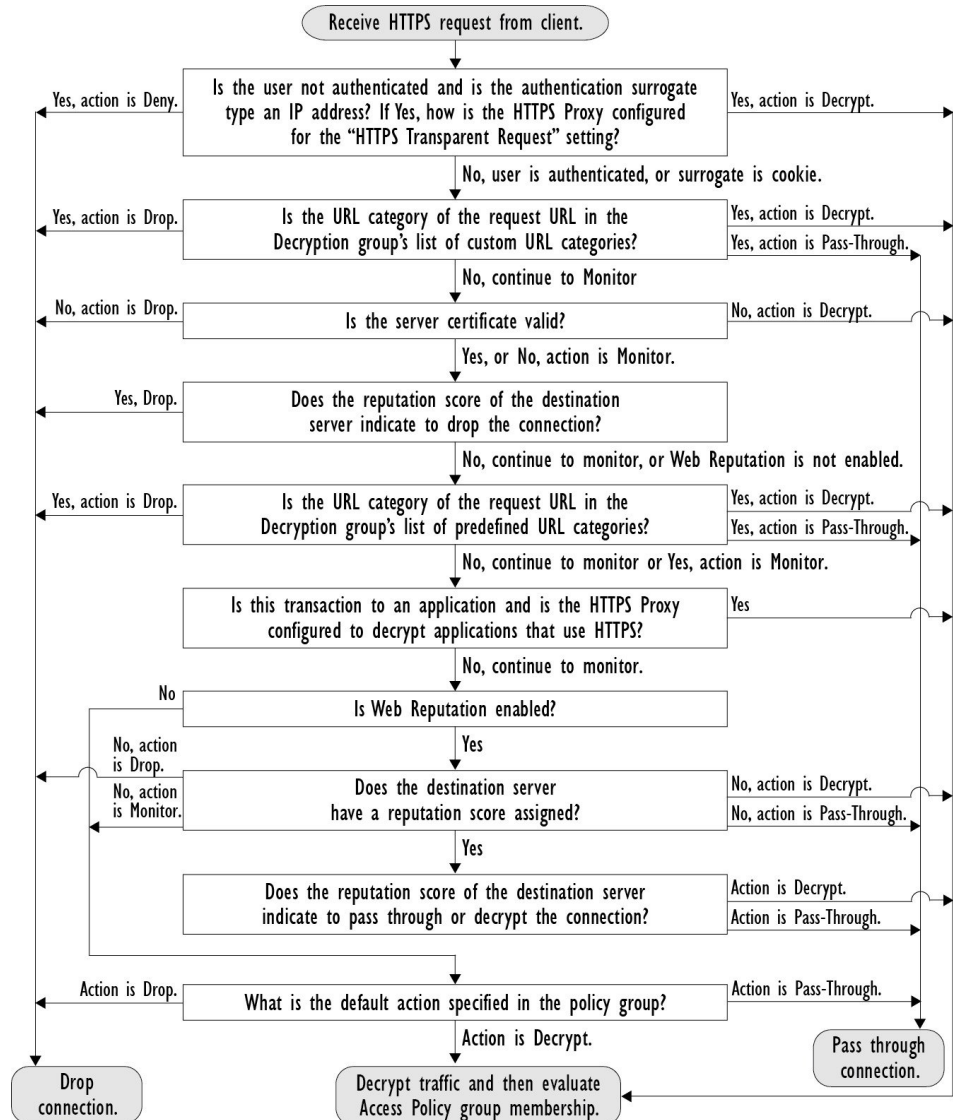 Receive HTTPS request from client.
Is the user not authenticated and is the authentication surrogate
type an IP address? If Yes, how is the HTTPS Proxy configured
for the “HTTPS Transparent Request” setting?
Yes, action is Deny.
Yes, action is Decrypt.
No, user is authenticated, or surrogate is cookie.
Yes, action is Drop.
Is the URL category of the request URL in the
Decryption group’s list of custom URL categories?
Yes, action is Decrypt.
Yes, action is Pass-Through.
No, continue to Monitor
No, action is Drop.
Is the server certificate valid?
No, action is Decrypt.
Yes, or No, action is Monitor.
Yes, Drop.
Does the reputation score of the destination
server indicate to drop the connection?
No, continue to monitor, or Web Reputation is not enabled.
Yes, action is Drop.
Is the URL category of the request URL in the
Decryption group’s list of predefined URL categories?
Yes, action is Decrypt.
Yes, action is Pass-Through.
No, continue to monitor or Yes, action is Monitor.
Is this transaction to an application and is the HTTPS Proxy
configured to decrypt applications that use HTTPS?
Yes
No, continue to monitor.
No
Is Web Reputation enabled?
Yes
No, action
is Drop.
No, action
is Monitor.
Does the destination server
have a reputation score assigned?
No, action is Decrypt.
No, action is Pass-Through.
Yes
Does the reputation score of the destination server
indicate to pass through or decrypt the connection?
Action is Decrypt.
Action is Pass-Through.
Action is Drop.
What is the default action specified in the policy group?
Action is Pass-Through.
Action is Decrypt.
Drop
connection.
Decrypt traffic and then evaluate
Access Policy group membership.
Pass through
connection.